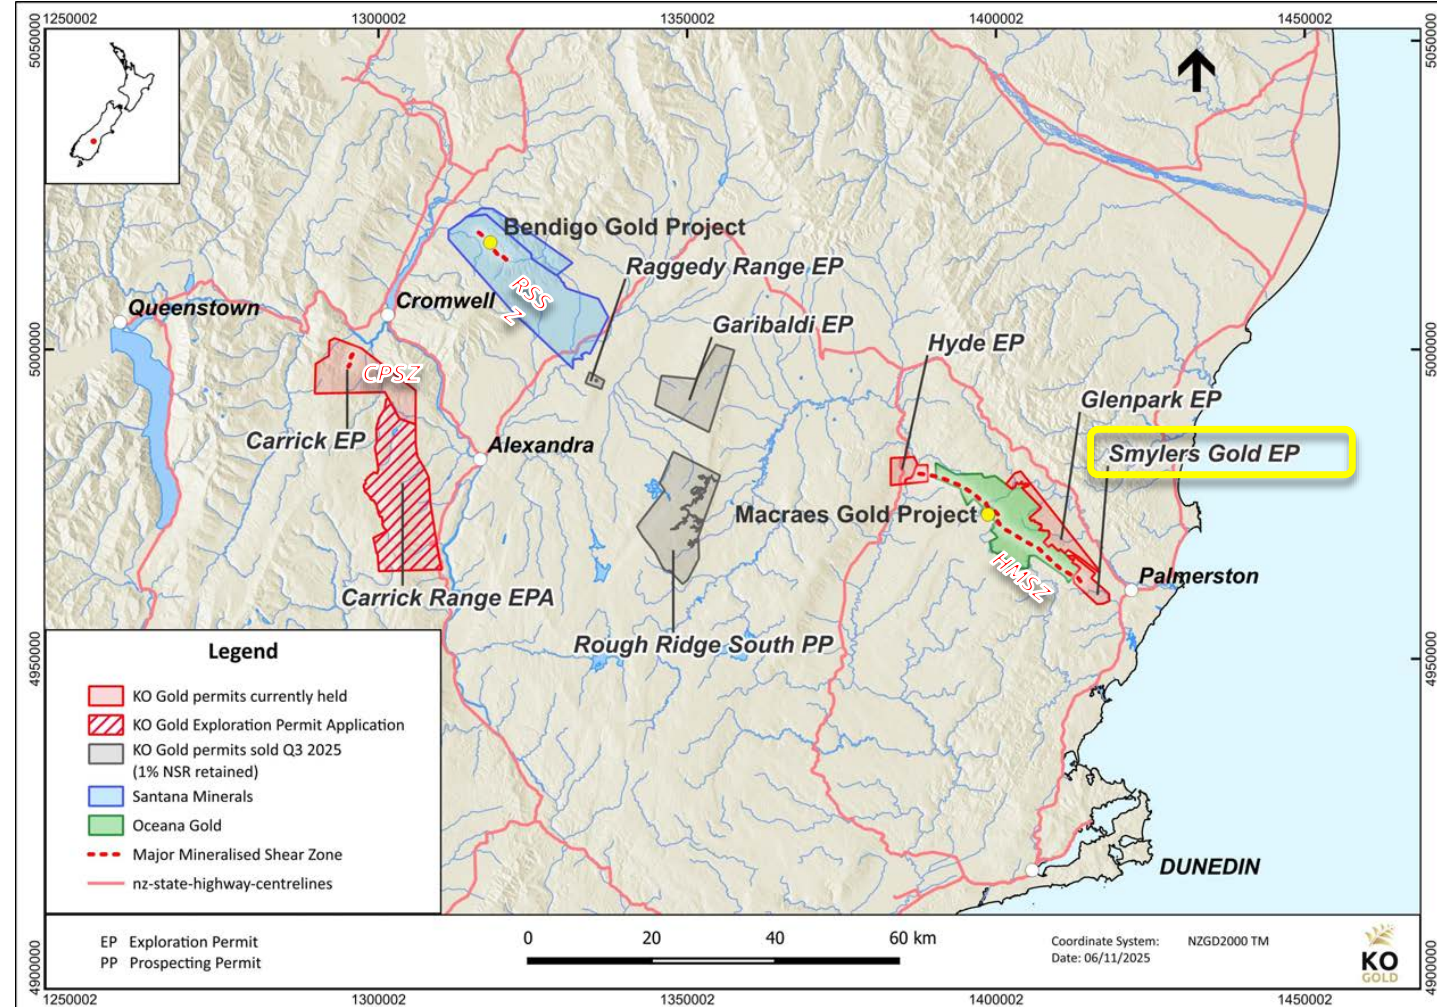 1250002
1300002
1350002
1400002
1450002
5050000
5050000
Bendigo Gold Project
Raggedy Range EP
RSS
Z
Queenstown
Cromwell
Garibaldi EP
Hyde EP
5000000
5000000
CPSZ
Glenpark EP
Carrick EP
Alexandra
Smylers Gold EP
Macraes Gold Project
HMSZ
Palmerston
Carrick Range EPA
Rough Ridge South PP
4950000
4950000
Legend
KO Gold permits currently held
KO Gold Exploration Permit Application
KO Gold permits sold Q3 2025
(1% NSR retained)
Santana Minerals
Oceana Gold
Major Mineralised Shear Zone
nz-state-highway-centrelines
DUNEDIN
EP Exploration Permit
PP Prospecting Permit
0 20 40 60 km
Coordinate System: NZGD2000 TM
Date: 06/11/2025
KO
GOLD
4900000
4900000
1250002
1300002
1350002
1400002
1450002